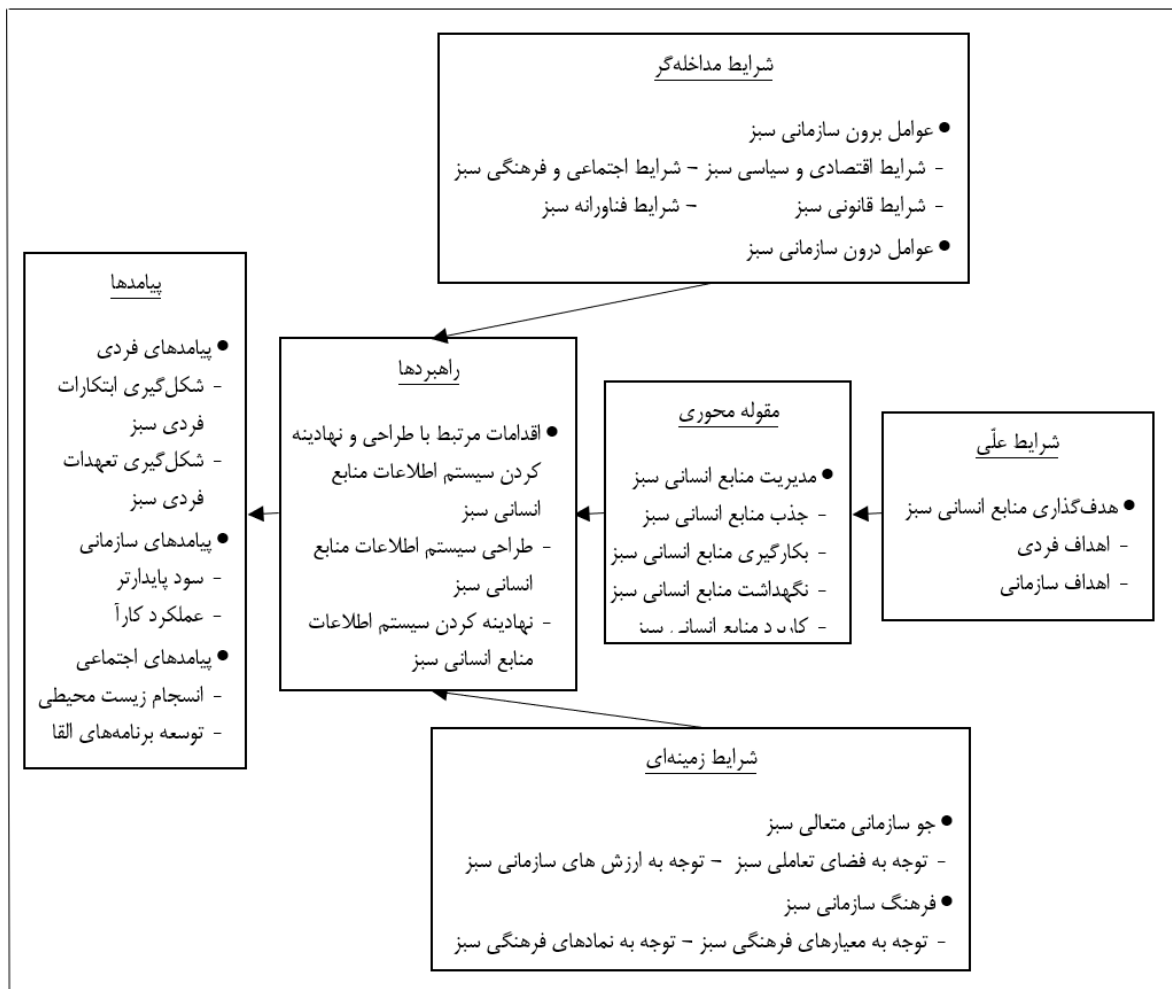 شرایط مداخله‌گر
● عوامل برون سازمانی سبز
- شرایط اقتصادی و سیاسی سبز – شرایط اجتماعی و فرهنگی سبز
- شرایط قانونی سبز – شرایط فناورانه سبز
● عوامل درون سازمانی سبز
شرایط علّی
● هدف‌گذاری منابع انسانی سبز
- اهداف فردی
- اهداف سازمانی
مقوله محوری
● مدیریت منابع انسانی سبز
- جذب منابع انسانی سبز
- بکارگیری منابع انسانی سبز
- نگهداشت منابع انسانی سبز
- کاربرد منابع انسانی سبز
راهبردها
● اقدامات مرتبط با طراحی و نهادینه
کردن سیستم اطلاعات منابع
انسانی سبز
- طراحی سیستم اطلاعات منابع
انسانی سبز
- نهادینه کردن سیستم اطلاعات
منابع انسانی سبز
پیامدها
● پیامدهای فردی
- شکل‌گیری ابتکارات
فردی سبز
- شکل‌گیری تعهدات
فردی سبز
● پیامدهای سازمانی
- سود پایدارتر
- عملکرد کارآ
● پیامدهای اجتماعی
- انسجام زیست محیطی
- توسعه برنامه‌های القا
شرایط زمینه‌ای
● جو سازمانی متعالی سبز
- توجه به فضای تعاملی سبز – توجه به ارزش های سازمانی سبز
● فرهنگ سازمانی سبز
- توجه به معیارهای فرهنگی سبز – توجه به نمادهای فرهنگی سبز